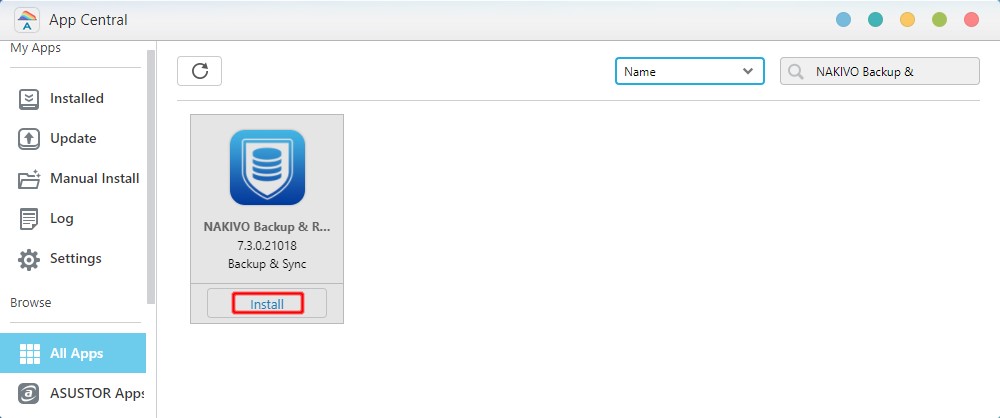 App Central
My Apps
Installed
Update
Manual Install
Log
Settings
Browse
All Apps
ASUSTOR Apps
Name
NAKIVO Backup &
NAKIVO Backup & R...
7.3.0.21018
Backup & Sync
Install